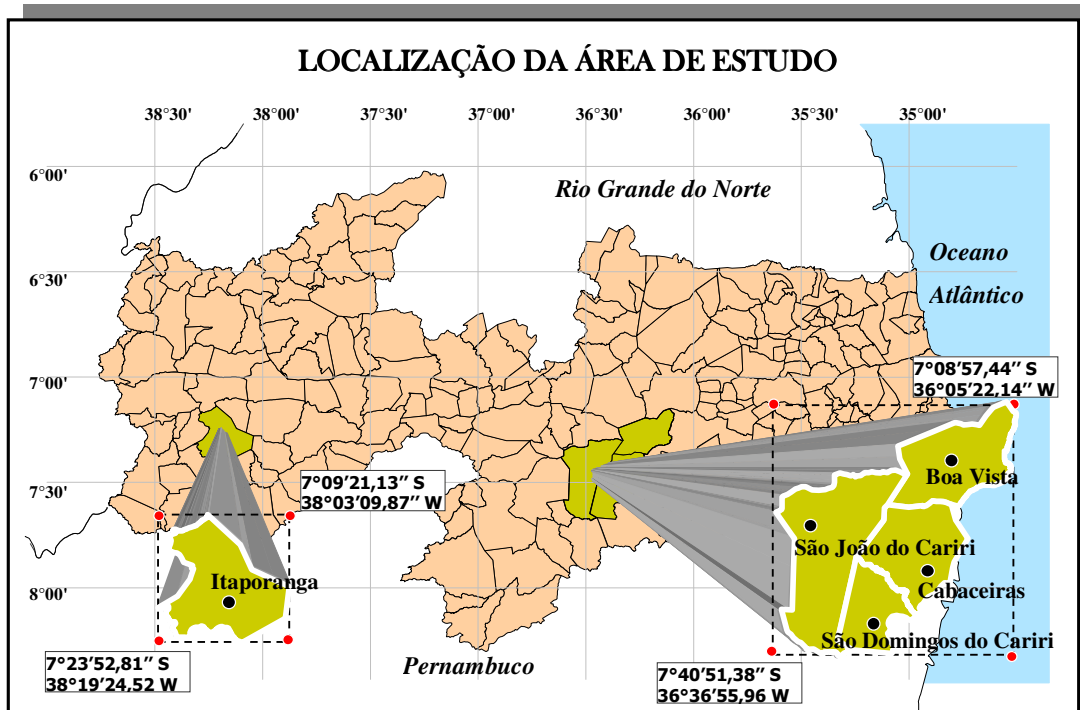 LOCALIZAÇÃO DA ÁREA DE ESTUDO
38°30' 38°00' 37°30' 37°00' 36°30' 36°00' 35°30' 35°00'
6°00'
Rio Grande do Norte
Oceano
6°30'
Atlântico
7°00'
7°08’57,44” S
36°05’22,14” W
Boa Vista
7°30'
7°09’21,13” S
38°03’09,87” W
São João do Cariri
Itaporanga
8°00'
Cabaceiras
São Domingos do Cariri
Pernambuco
7°23’52,81” S
38°19’24,52 W
7°40’51,38” S
36°36’55,96 W